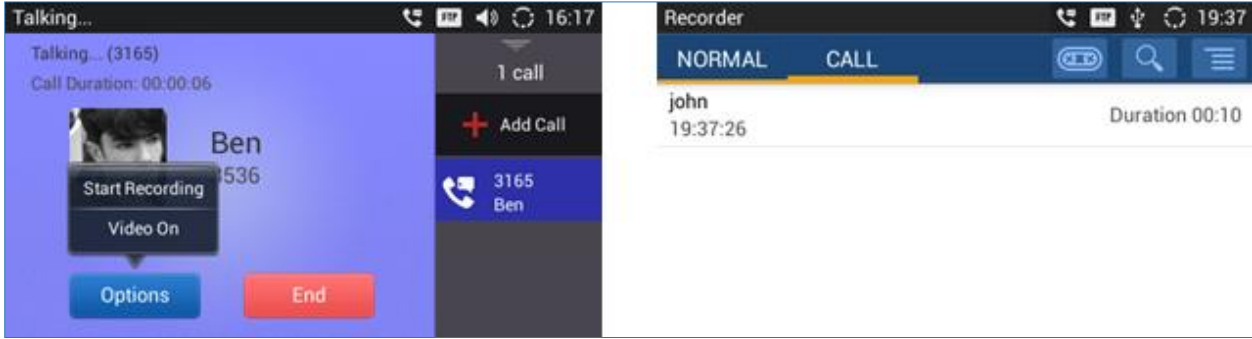 Talking...
16:17
Talking... (3165)
Call Duration: 00:00:06
Ben
3536
Start Recording
Video On
Options
End
1 call
Add Call
3165
Ben
Recorder
19:37
NORMAL
CALL
john
19:37:26
Duration 00:10